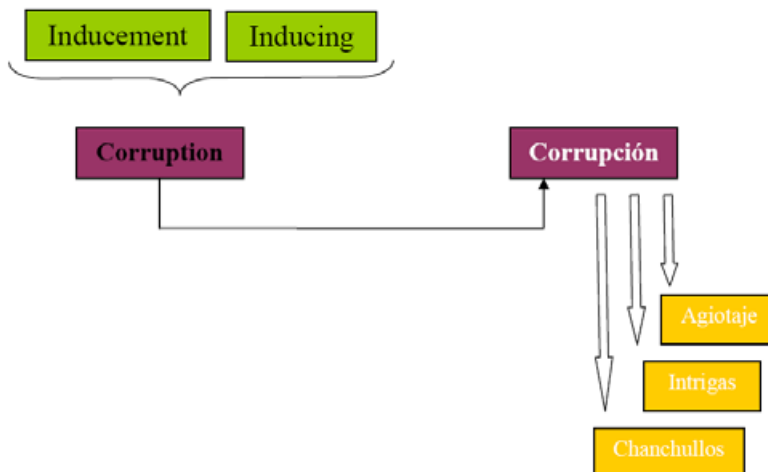 Inducement
Inducing
Corruption
Corrupción
Agiotaje
Intrigas
Chanchullos